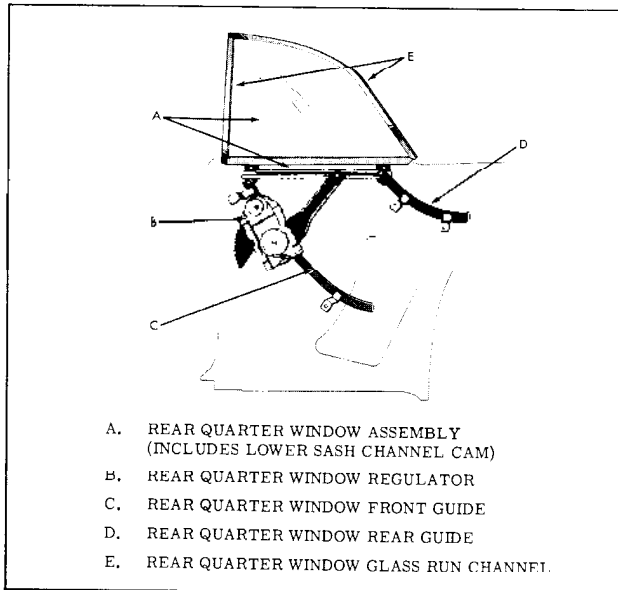 E
A
D
B
C
A. REAR QUARTER WINDOW ASSEMBLY
(INCLUDES LOWER SASH CHANNEL CAM)
B. REAR QUARTER WINDOW REGULATOR
C. REAR QUARTER WINDOW FRONT GUIDE
D. REAR QUARTER WINDOW REAR GUIDE
E. REAR QUARTER WINDOW GLASS RUN CHANNEL